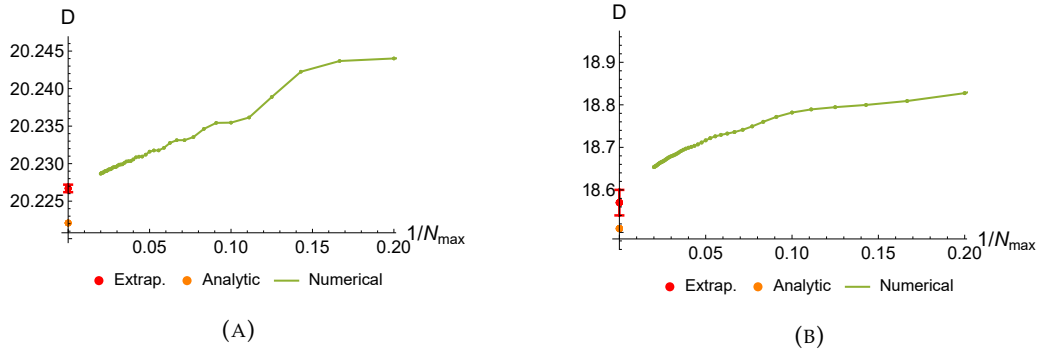 D
20.245
20.240
20.235
20.230
20.225
0.05 0.10 0.15 0.20
1/Nmax
Extrap. Analytic Numerical
(A)
D
18.9
18.8
18.7
18.6
0.05 0.10 0.15 0.20
1/Nmax
Extrap. Analytic Numerical
(B)